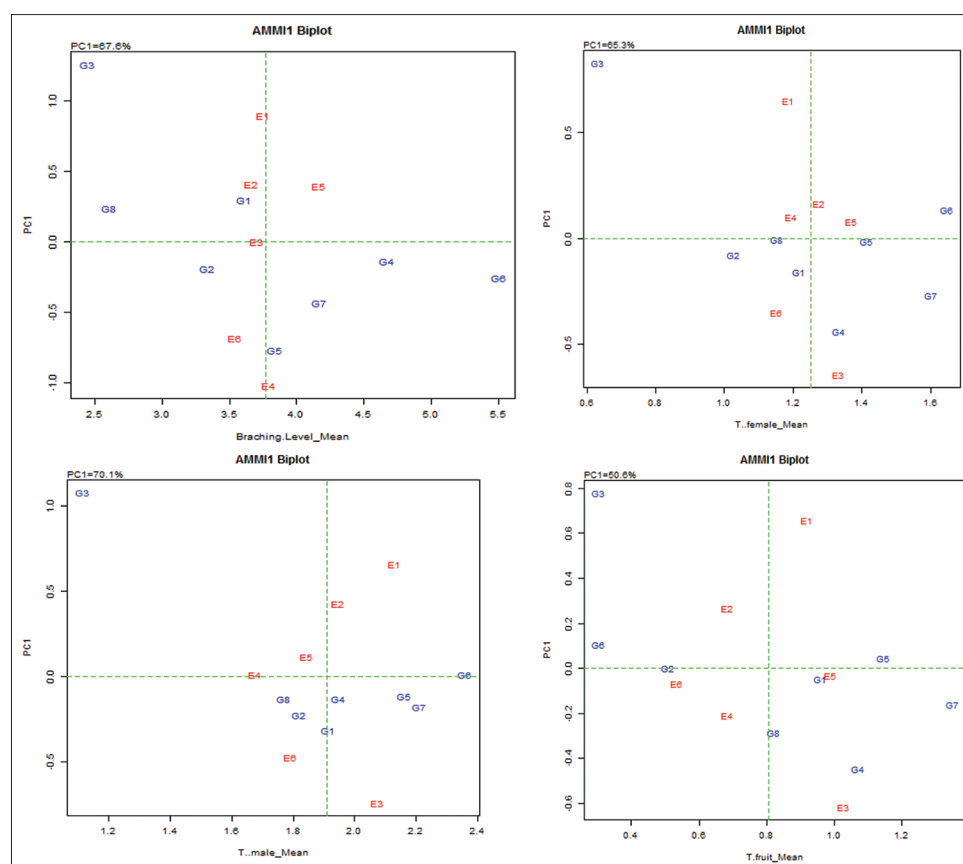 AMMI1 Biplot
PC1=67.6%
G3
1.0
E1
0.5
E2
E5
G1
G8
PC1
0.0
E3
G4
G2
G6
G7
-0.5
E6
G5
-1.0
E4
2.5 3.0 3.5 4.0 4.5 5.0 5.5
Braching.Level_Mean
AMMI1 Biplot
PC1=65.3%
G3
E1
0.5
E2
G6
E4
E5
PC1
0.0
G8
G5
G2
G1
G7
E6
G4
-0.5
E3
0.6 0.8 1.0 1.2 1.4 1.6
T..female_Mean
AMMI1 Biplot
PC1=70.1%
G3
1.0
E1
0.5
E2
E5
PC1
0.0
E4
G6
G8
G4
G5
G7
G2
G1
E6
-0.5
E3
1.2 1.4 1.6 1.8 2.0 2.2 2.4
T..male_Mean
AMMI1 Biplot
PC1=50.6%
0.8
G3
E1
0.6
0.4
E2
0.2
G6
G5
PC1
0.0
G2
G1
E5
E6
G7
-0.2
E4
G8
-0.4
G4
-0.6
E3
0.4 0.6 0.8 1.0 1.2
T.fruit_Mean